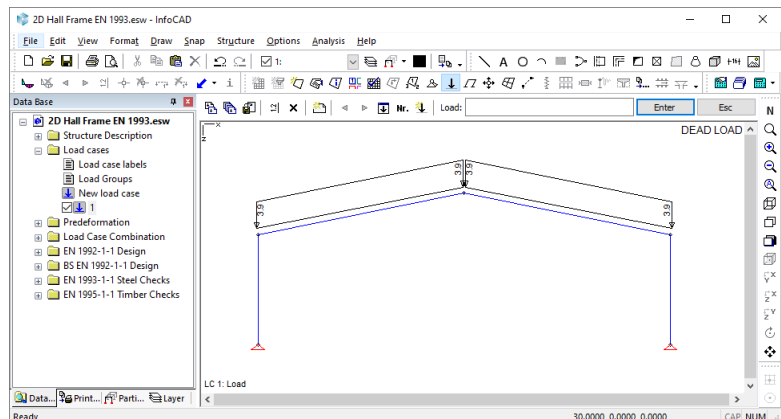 2D Hall Frame EN 1993.esw - InfoCAD
File Edit View Format Draw Snap Structure Options Analysis Help
1:
Data Base
Nr. Load: Enter Esc
2D Hall Frame EN 1993.esw
Structure Description
Load cases
Load case labels
Load Groups
New load case
1
Predeformation
Load Case Combination
EN 1992-1-1 Design
BS EN 1992-1-1 Design
EN 1993-1-1 Steel Checks
EN 1995-1-1 Timber Checks
x
z
DEAD LOAD
3.9 3.9
3.9 3.9
LC 1: Load
N
Data... Print... Parti... Layer
Ready 30.0000 0.0000 0.0000 CAP NUM